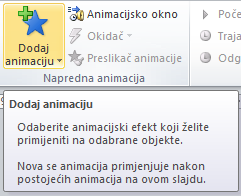 Dodaj
animaciju
Animacijsko okno
Okidač
Preslikač animacije
Poče
Traja
Odg
Napredna animacija
Dodaj animaciju
Odaberite animacijski efekt koji želite
primijeniti na odabrane objekte.
Nova se animacija primjenjuje nakon
postojećih animacija na ovom slajdu.